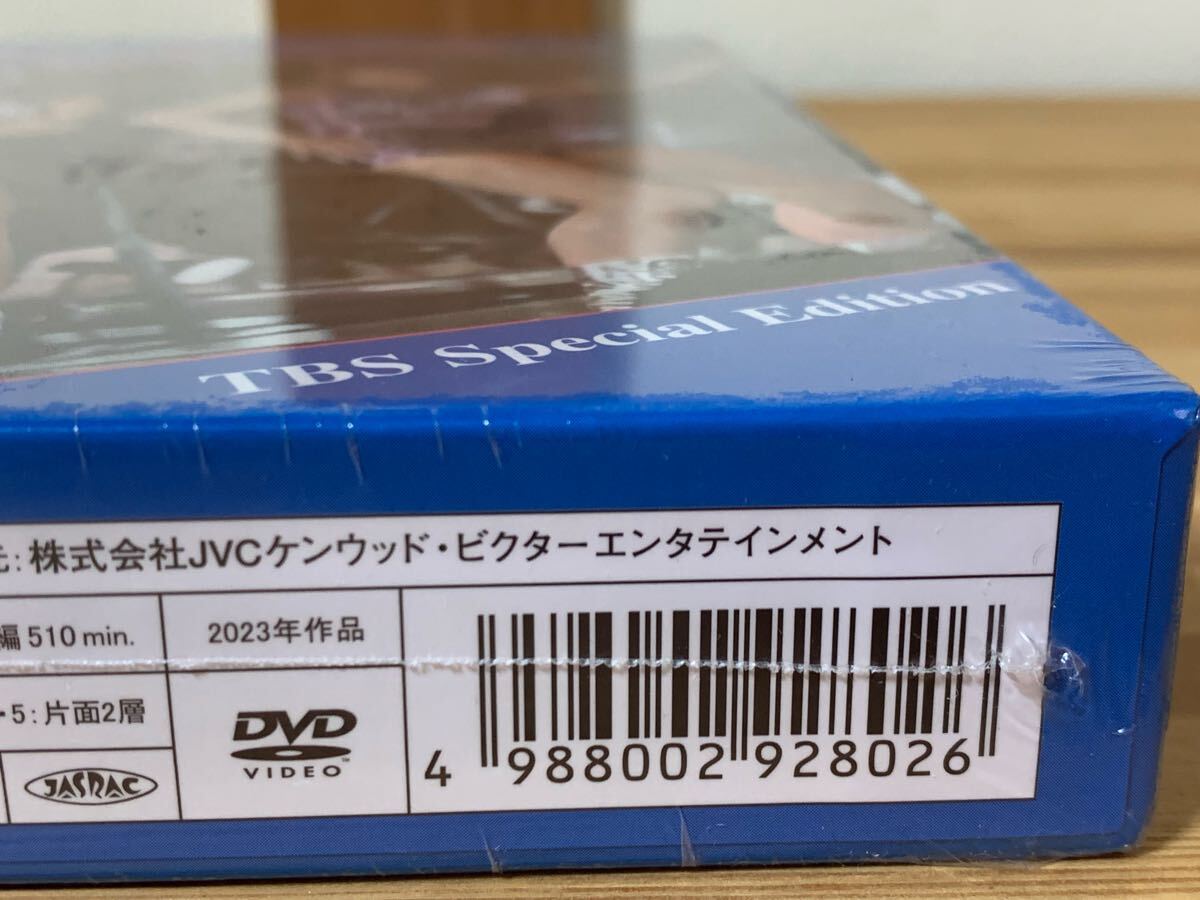 TBS Special Edition
元:株式会社JVCケンウッド・ビクターエンタテインメント
編 510 min.
2023年作品
・5:片面2層
DVD
VIDEO™
JASRAC
4 988002 928026